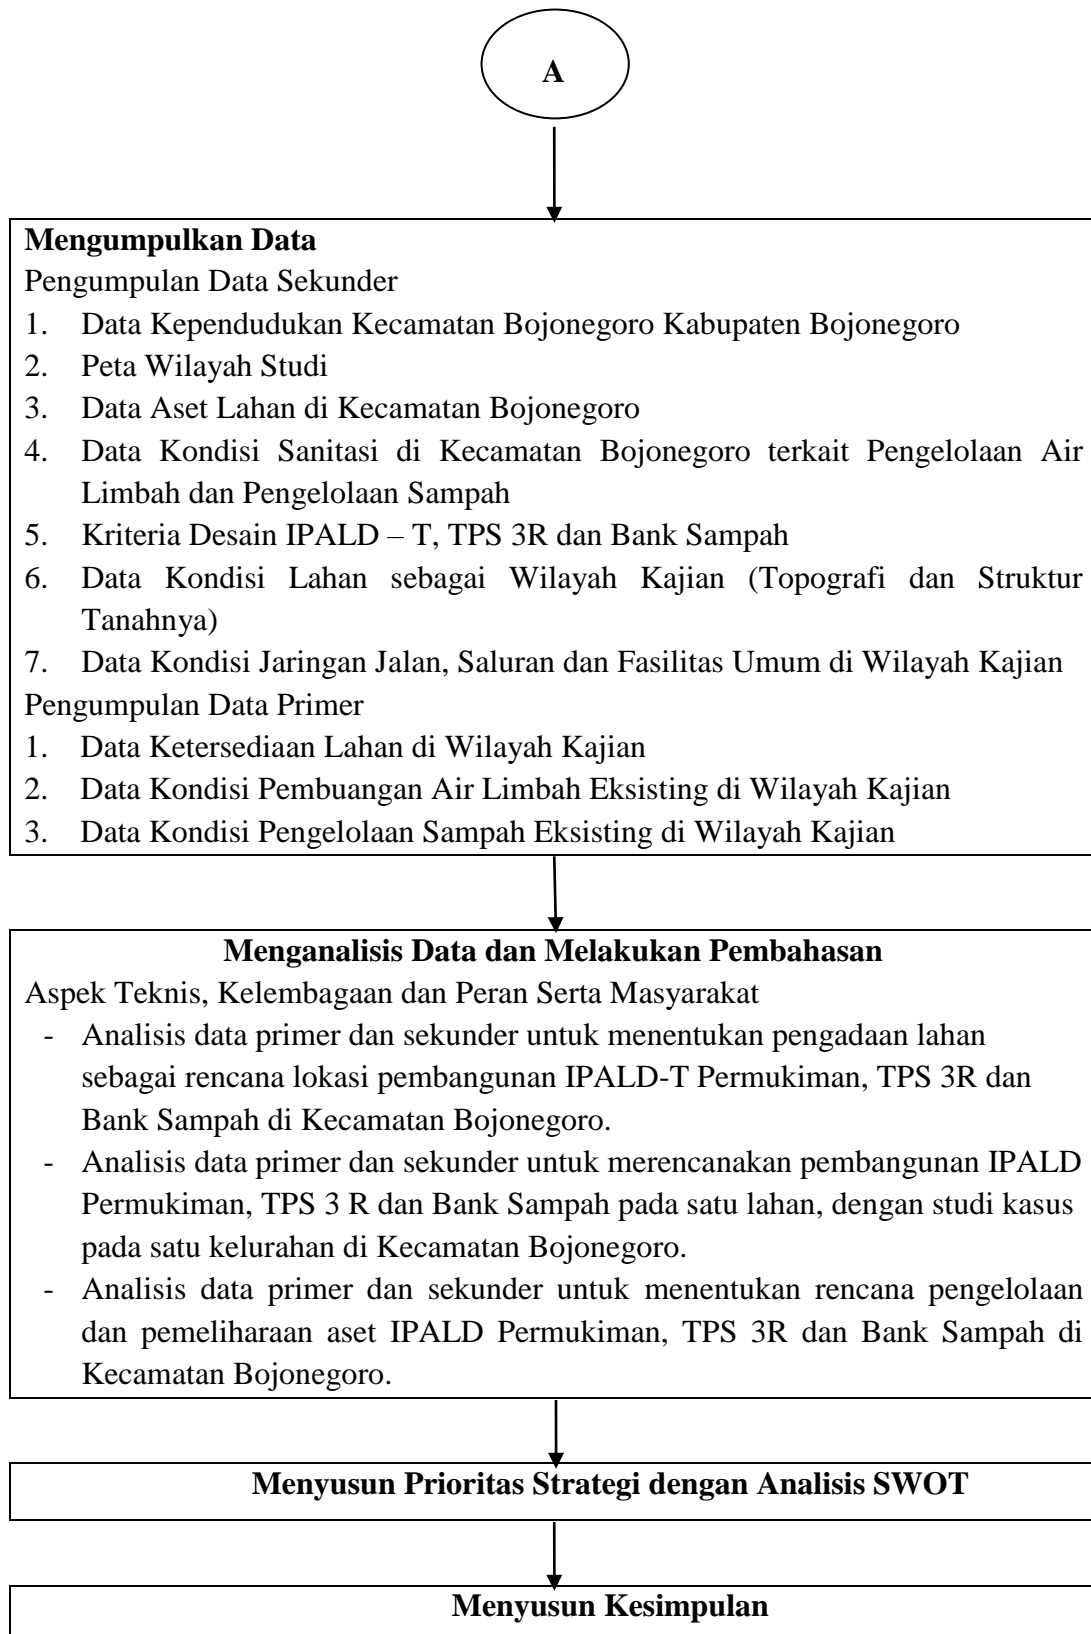 A
Mengumpulkan Data
Pengumpulan Data Sekunder
1. Data Kependudukan Kecamatan Bojonegoro Kabupaten Bojonegoro
2. Peta Wilayah Studi
3. Data Aset Lahan di Kecamatan Bojonegoro
4. Data Kondisi Sanitasi di Kecamatan Bojonegoro terkait Pengelolaan Air
Limbah dan Pengelolaan Sampah
5. Kriteria Desain IPALD – T, TPS 3R dan Bank Sampah
6. Data Kondisi Lahan sebagai Wilayah Kajian (Topografi dan Struktur
Tanahnya)
7. Data Kondisi Jaringan Jalan, Saluran dan Fasilitas Umum di Wilayah Kajian
Pengumpulan Data Primer
1. Data Ketersediaan Lahan di Wilayah Kajian
2. Data Kondisi Pembuangan Air Limbah Eksisting di Wilayah Kajian
3. Data Kondisi Pengelolaan Sampah Eksisting di Wilayah Kajian
Menganalisis Data dan Melakukan Pembahasan
Aspek Teknis, Kelembagaan dan Peran Serta Masyarakat
- Analisis data primer dan sekunder untuk menentukan pengadaan lahan
sebagai rencana lokasi pembangunan IPALD-T Permukiman, TPS 3R dan
Bank Sampah di Kecamatan Bojonegoro.
- Analisis data primer dan sekunder untuk merencanakan pembangunan IPALD
Permukiman, TPS 3 R dan Bank Sampah pada satu lahan, dengan studi kasus
pada satu kelurahan di Kecamatan Bojonegoro.
- Analisis data primer dan sekunder untuk menentukan rencana pengelolaan
dan pemeliharaan aset IPALD Permukiman, TPS 3R dan Bank Sampah di
Kecamatan Bojonegoro.
Menyusun Prioritas Strategi dengan Analisis SWOT
Menyusun Kesimpulan